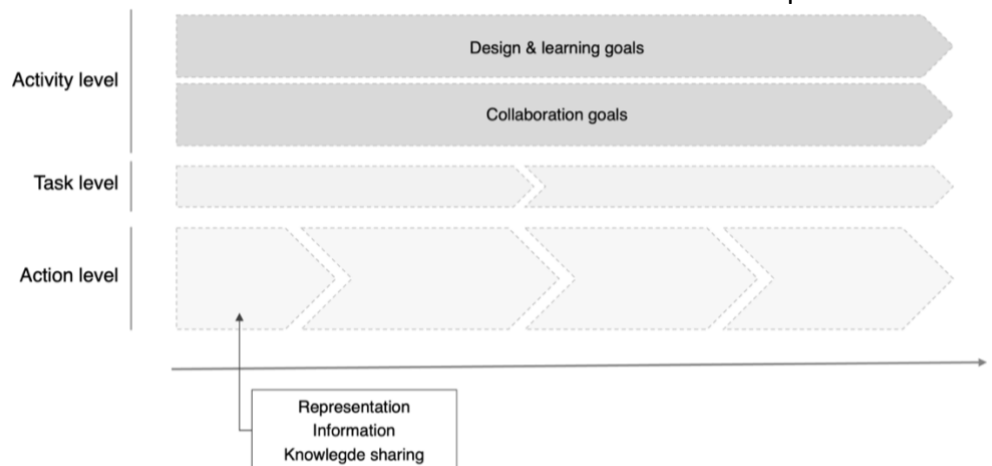 Design & learning goals
Activity level
Collaboration goals
Task level
Action level
Representation
Information
Knowlegde sharing